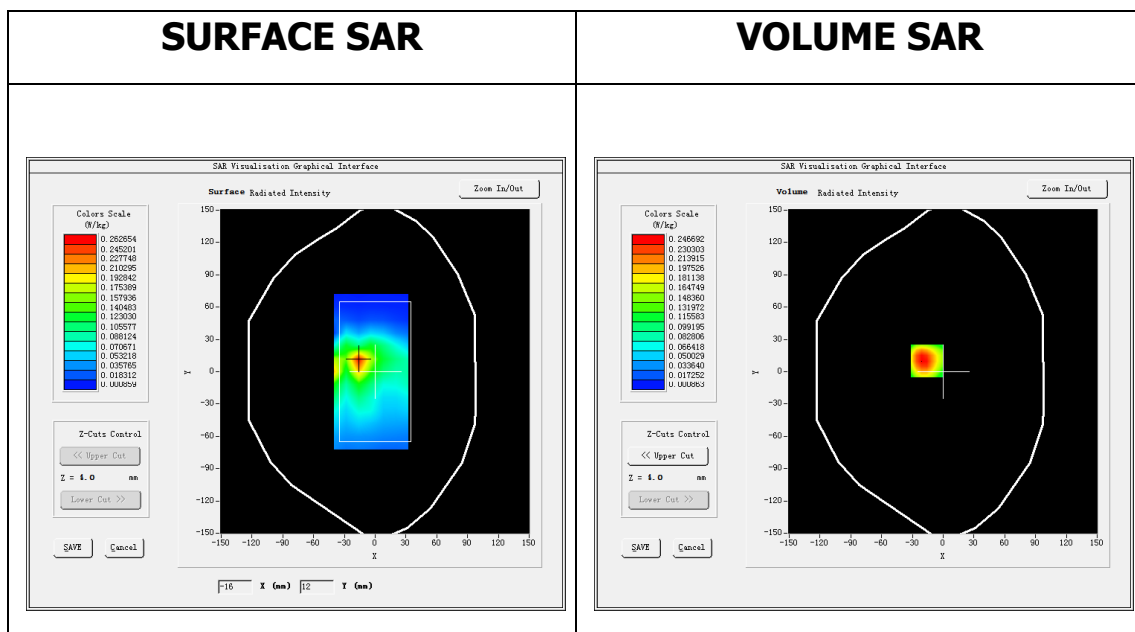 SURFACE SAR
VOLUME SAR
SAR Visualisation Graphical Interface
Surface Radiated Intensity
Zoom In/Out
Colors Scale
(W/kg)
0.262654
0.245201
0.227748
0.210295
0.192842
0.175389
0.157936
0.140483
0.123030
0.105577
0.088124
0.070671
0.053218
0.035765
0.018312
0.000859
150
120
90
60
30
0
-30
-60
-90
-120
-150
Y
-150 -120 -90 -60 -30 0 30 60 90 120 150
X
Z-Cuts Control
<< Upper Cut
Z = 4.0 mm
Lower Cut >>
SAVE Cancel
-16 X (mm) 12 Y (mm)
SAR Visualisation Graphical Interface
Volume Radiated Intensity
Zoom In/Out
Colors Scale
(W/kg)
0.246692
0.230303
0.213915
0.197526
0.181138
0.164749
0.148360
0.131972
0.115583
0.099195
0.082806
0.066418
0.050029
0.033640
0.017252
0.000863
150
120
90
60
30
0
-30
-60
-90
-120
-150
Y
-150 -120 -90 -60 -30 0 30 60 90 120 150
X
Z-Cuts Control
<< Upper Cut
Z = 4.0 mm
Lower Cut >>
SAVE Cancel